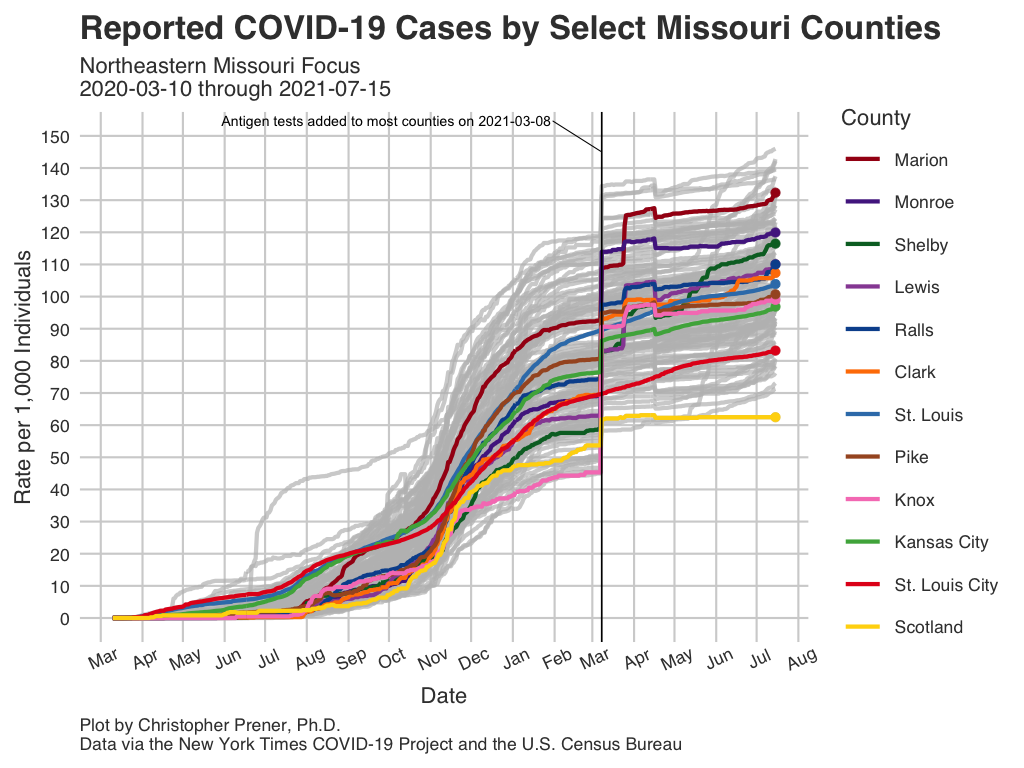 Reported COVID-19 Cases by Select Missouri Counties
Northeastern Missouri Focus
2020-03-10 through 2021-07-15
Antigen tests added to most counties on 2021-03-08
Rate per 1,000 Individuals
150
140
130
120
110
100
90
80
70
60
50
40
30
20
10
0
Mar Apr May Jun Jul Aug Sep Oct Nov Dec Jan Feb Mar Apr May Jun Jul Aug
Date
County
Marion
Monroe
Shelby
Lewis
Ralls
Clark
St. Louis
Pike
Knox
Kansas City
St. Louis City
Scotland
Plot by Christopher Prener, Ph.D.
Data via the New York Times COVID-19 Project and the U.S. Census Bureau